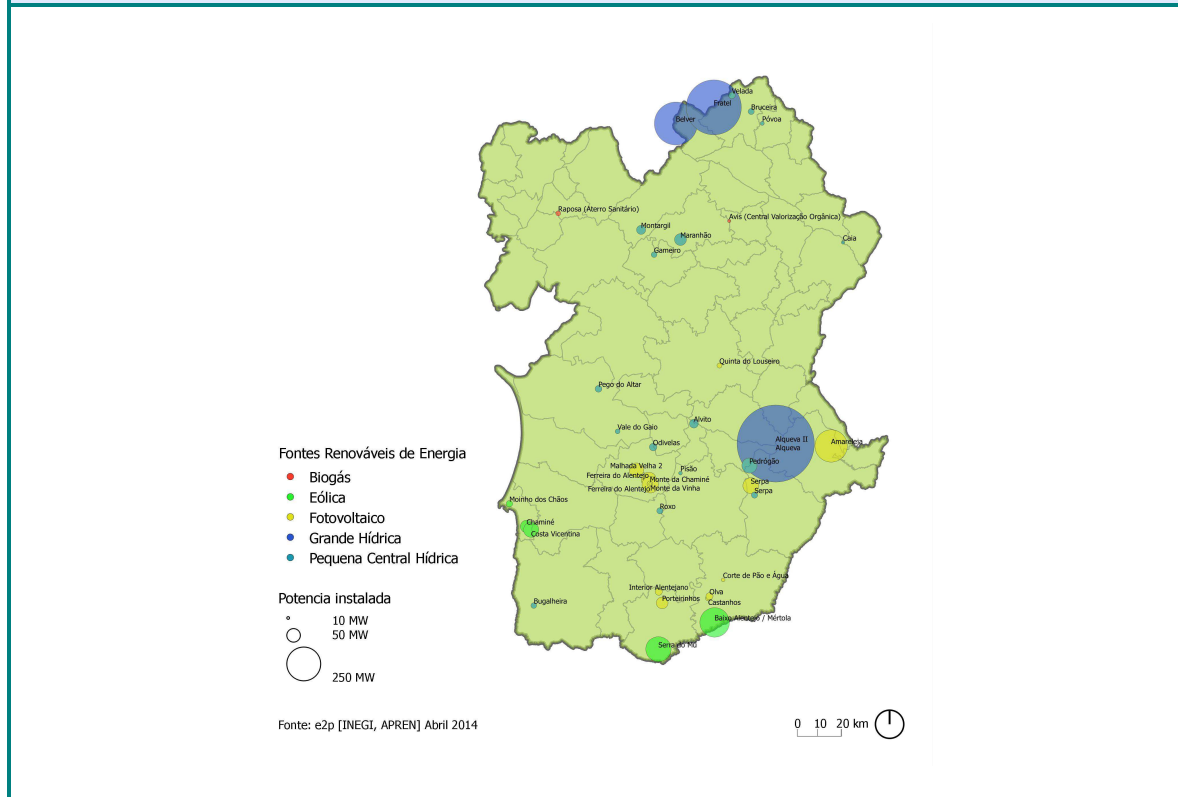 Velada
Fratel
Bruceira
Belver
Póvoa
Raposa (Aterro Sanitário)
Avis (Central Valorização Orgânica)
Montargil
Maranhão
Caia
Gameiro
Quinta do Louseiro
Pego do Altar
Alvito
Vale do Gaio
Alqueva II
Amareleja
Odivelas
Alqueva
Malhada Velha 2
Pisão
Pedrógão
Ferreira do Alentejo
Monte da Chaminé
Serpa
Ferreira do Alentejo
Monte da Vinha
Serpa
Moinho dos Chãos
Roxo
Chaminé
Costa Vicentina
Corte de Pão e Água
Interior Alentejano
Olva
Bugalheira
Porteirinhos
Castanhos
Baixo Alentejo / Mértola
Serra do Mú
Fontes Renováveis de Energia
Biogás
Eólica
Fotovoltaico
Grande Hídrica
Pequena Central Hídrica
Potencia instalada
10 MW
50 MW
250 MW
Fonte: e2p [INEGI, APREN] Abril 2014
0 10 20 km